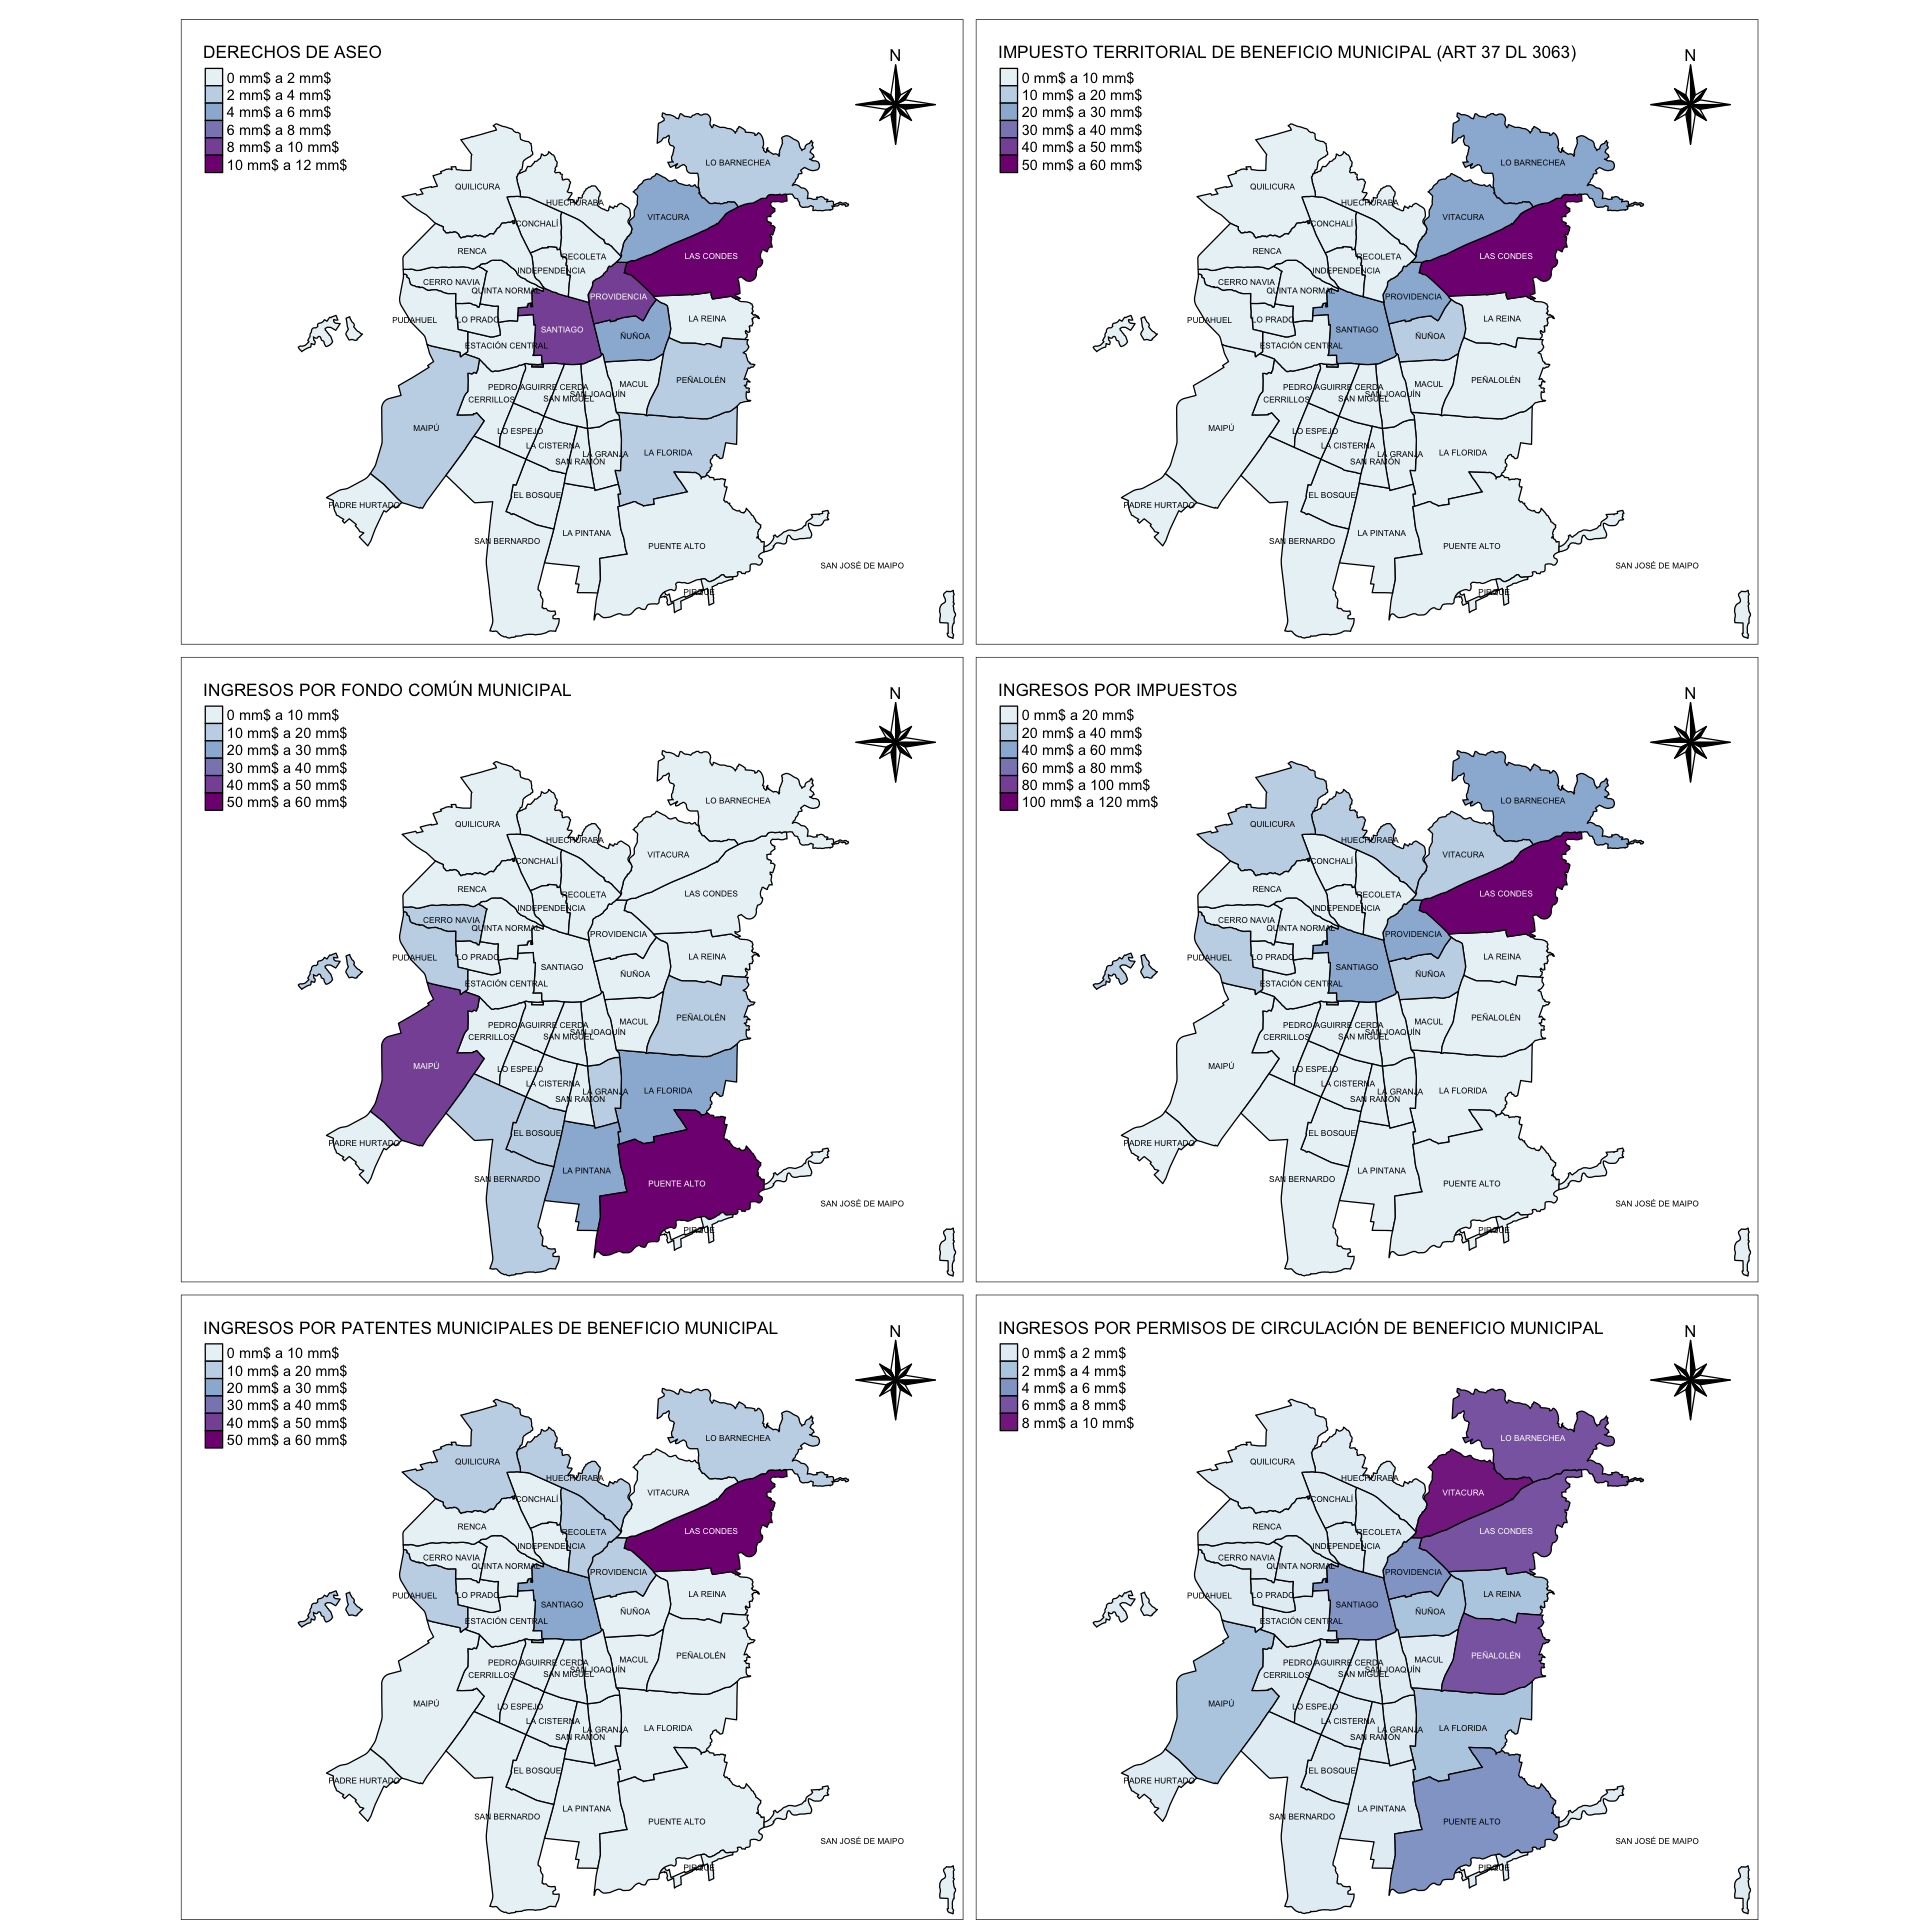 DERECHOS DE ASEO
N
0 mm$ a 2 mm$
2 mm$ a 4 mm$
4 mm$ a 6 mm$
6 mm$ a 8 mm$
8 mm$ a 10 mm$
10 mm$ a 12 mm$
LO BARNECHEA
QUILICURA
HUECHURABA
VITACURA
CONCHALÍ
RENCA
RECOLETA
LAS CONDES
INDEPENDENCIA
CERRO NAVIA
QUINTA NORMAL
PROVIDENCIA
PUDAHUEL
LO PRADO
LA REINA
SANTIAGO
ÑUÑOA
ESTACIÓN CENTRAL
PEÑALOLÉN
MACUL
PEDRO AGUIRRE CERDA
SAN JOAQUÍN
CERRILLOS
SAN MIGUEL
MAIPÚ
LO ESPEJO
LA CISTERNA
LA GRANJA
LA FLORIDA
SAN RAMÓN
EL BOSQUE
PADRE HURTADO
LA PINTANA
SAN BERNARDO
PUENTE ALTO
SAN JOSÉ DE MAIPO
PIRQUE
IMPUESTO TERRITORIAL DE BENEFICIO MUNICIPAL (ART 37 DL 3063)
N
0 mm$ a 10 mm$
10 mm$ a 20 mm$
20 mm$ a 30 mm$
30 mm$ a 40 mm$
40 mm$ a 50 mm$
50 mm$ a 60 mm$
LO BARNECHEA
QUILICURA
HUECHURABA
VITACURA
CONCHALÍ
RENCA
RECOLETA
LAS CONDES
INDEPENDENCIA
CERRO NAVIA
QUINTA NORMAL
PROVIDENCIA
PUDAHUEL
LO PRADO
LA REINA
SANTIAGO
ÑUÑOA
ESTACIÓN CENTRAL
PEÑALOLÉN
MACUL
PEDRO AGUIRRE CERDA
SAN JOAQUÍN
CERRILLOS
SAN MIGUEL
MAIPÚ
LO ESPEJO
LA CISTERNA
LA GRANJA
LA FLORIDA
SAN RAMÓN
EL BOSQUE
PADRE HURTADO
LA PINTANA
SAN BERNARDO
PUENTE ALTO
SAN JOSÉ DE MAIPO
PIRQUE
INGRESOS POR FONDO COMÚN MUNICIPAL
N
0 mm$ a 10 mm$
10 mm$ a 20 mm$
20 mm$ a 30 mm$
30 mm$ a 40 mm$
40 mm$ a 50 mm$
50 mm$ a 60 mm$
LO BARNECHEA
QUILICURA
HUECHURABA
VITACURA
CONCHALÍ
RENCA
RECOLETA
LAS CONDES
INDEPENDENCIA
CERRO NAVIA
QUINTA NORMAL
PROVIDENCIA
PUDAHUEL
LO PRADO
LA REINA
SANTIAGO
ÑUÑOA
ESTACIÓN CENTRAL
PEÑALOLÉN
MACUL
PEDRO AGUIRRE CERDA
SAN JOAQUÍN
CERRILLOS
SAN MIGUEL
MAIPÚ
LO ESPEJO
LA CISTERNA
LA GRANJA
LA FLORIDA
SAN RAMÓN
EL BOSQUE
PADRE HURTADO
LA PINTANA
SAN BERNARDO
PUENTE ALTO
SAN JOSÉ DE MAIPO
PIRQUE
INGRESOS POR IMPUESTOS
N
0 mm$ a 20 mm$
20 mm$ a 40 mm$
40 mm$ a 60 mm$
60 mm$ a 80 mm$
80 mm$ a 100 mm$
100 mm$ a 120 mm$
LO BARNECHEA
QUILICURA
HUECHURABA
VITACURA
CONCHALÍ
RENCA
RECOLETA
LAS CONDES
INDEPENDENCIA
CERRO NAVIA
QUINTA NORMAL
PROVIDENCIA
PUDAHUEL
LO PRADO
LA REINA
SANTIAGO
ÑUÑOA
ESTACIÓN CENTRAL
PEÑALOLÉN
MACUL
PEDRO AGUIRRE CERDA
SAN JOAQUÍN
CERRILLOS
SAN MIGUEL
MAIPÚ
LO ESPEJO
LA CISTERNA
LA GRANJA
LA FLORIDA
SAN RAMÓN
EL BOSQUE
PADRE HURTADO
LA PINTANA
SAN BERNARDO
PUENTE ALTO
SAN JOSÉ DE MAIPO
PIRQUE
INGRESOS POR PATENTES MUNICIPALES DE BENEFICIO MUNICIPAL
N
0 mm$ a 10 mm$
10 mm$ a 20 mm$
20 mm$ a 30 mm$
30 mm$ a 40 mm$
40 mm$ a 50 mm$
50 mm$ a 60 mm$
LO BARNECHEA
QUILICURA
HUECHURABA
VITACURA
CONCHALÍ
RENCA
RECOLETA
LAS CONDES
INDEPENDENCIA
CERRO NAVIA
QUINTA NORMAL
PROVIDENCIA
PUDAHUEL
LO PRADO
LA REINA
SANTIAGO
ÑUÑOA
ESTACIÓN CENTRAL
PEÑALOLÉN
MACUL
PEDRO AGUIRRE CERDA
SAN JOAQUÍN
CERRILLOS
SAN MIGUEL
MAIPÚ
LO ESPEJO
LA CISTERNA
LA GRANJA
LA FLORIDA
SAN RAMÓN
EL BOSQUE
PADRE HURTADO
LA PINTANA
SAN BERNARDO
PUENTE ALTO
SAN JOSÉ DE MAIPO
PIRQUE
INGRESOS POR PERMISOS DE CIRCULACIÓN DE BENEFICIO MUNICIPAL
N
0 mm$ a 2 mm$
2 mm$ a 4 mm$
4 mm$ a 6 mm$
6 mm$ a 8 mm$
8 mm$ a 10 mm$
LO BARNECHEA
QUILICURA
HUECHURABA
VITACURA
CONCHALÍ
RENCA
RECOLETA
LAS CONDES
INDEPENDENCIA
CERRO NAVIA
QUINTA NORMAL
PROVIDENCIA
PUDAHUEL
LO PRADO
LA REINA
SANTIAGO
ÑUÑOA
ESTACIÓN CENTRAL
PEÑALOLÉN
MACUL
PEDRO AGUIRRE CERDA
SAN JOAQUÍN
CERRILLOS
SAN MIGUEL
MAIPÚ
LO ESPEJO
LA CISTERNA
LA GRANJA
LA FLORIDA
SAN RAMÓN
EL BOSQUE
PADRE HURTADO
LA PINTANA
SAN BERNARDO
PUENTE ALTO
SAN JOSÉ DE MAIPO
PIRQUE